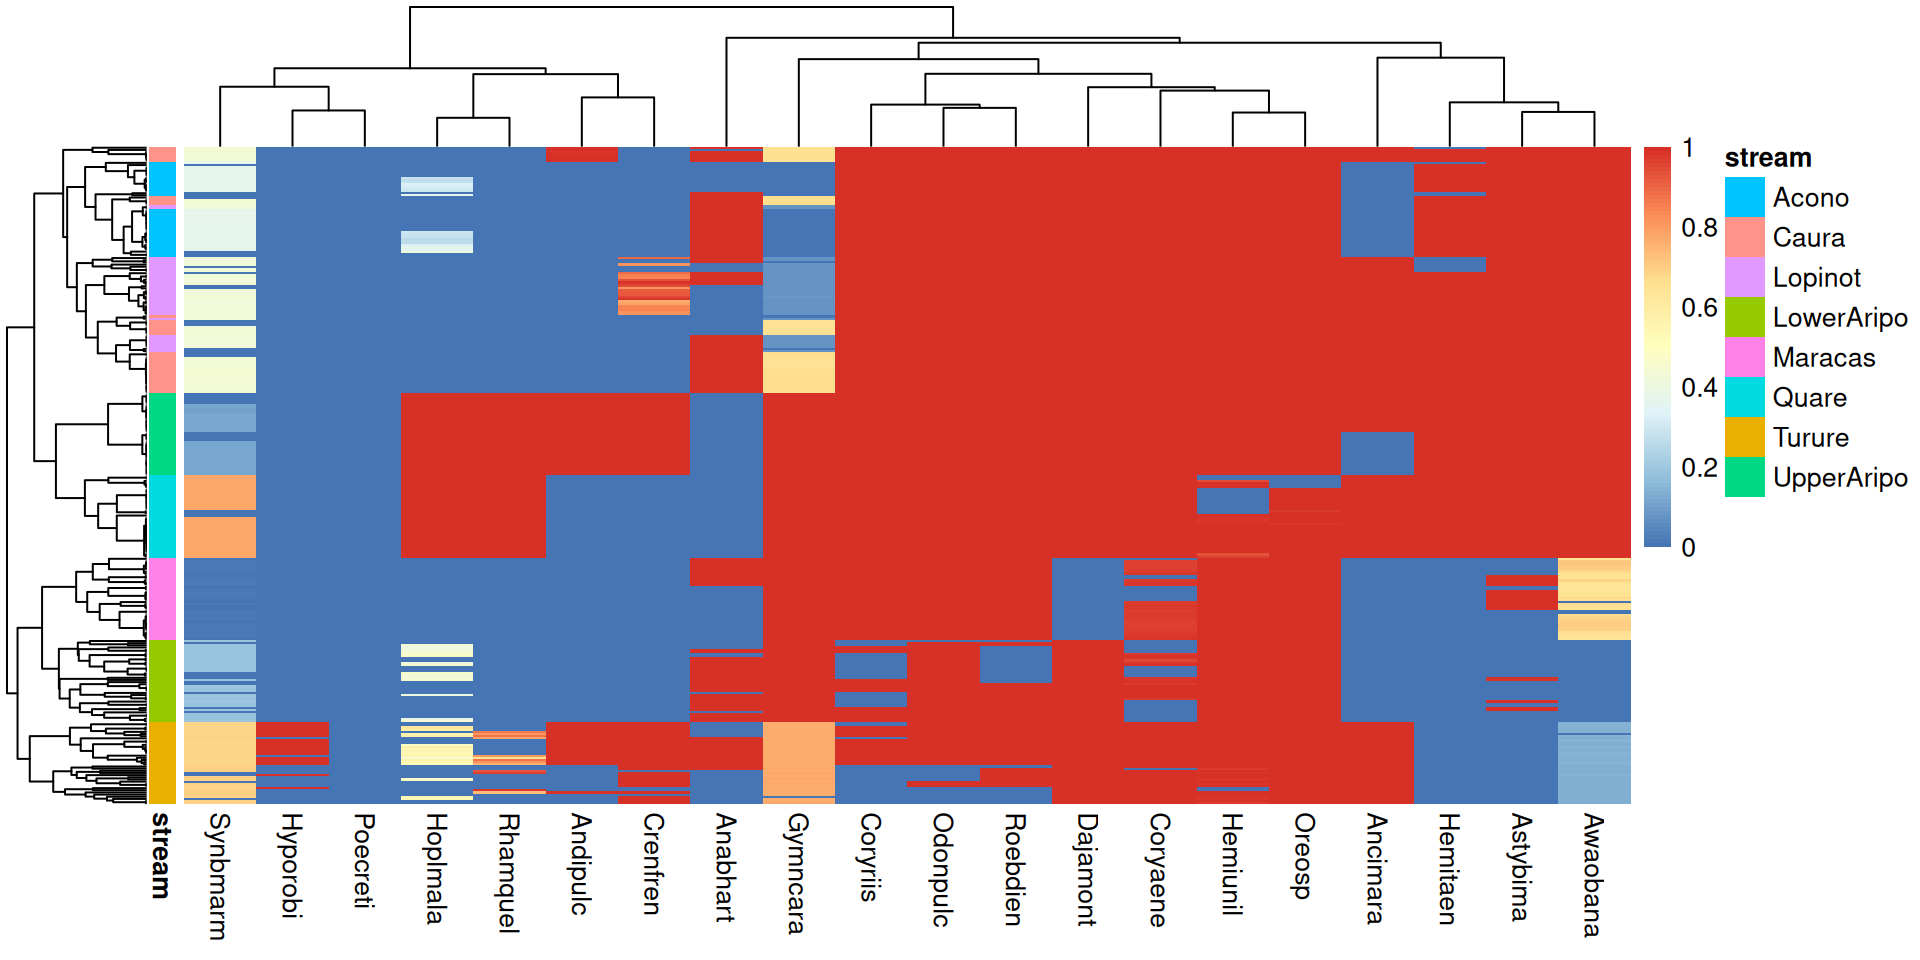 1
0.8
0.6
0.4
0.2
0
stream
Acono
Caura
Lopinot
LowerAripo
Maracas
Quare
Turure
UpperAripo
stream
Synbmarm
Hyporobi
Poecreti
Hoplmala
Rhamquel
Andipulc
Crenfren
Anabhart
Gymncara
Coryriis
Odonpulc
Roebdien
Dajamont
Coryaene
Hemiunil
Oreosp
Ancimara
Hemitaen
Astybima
Awaobana